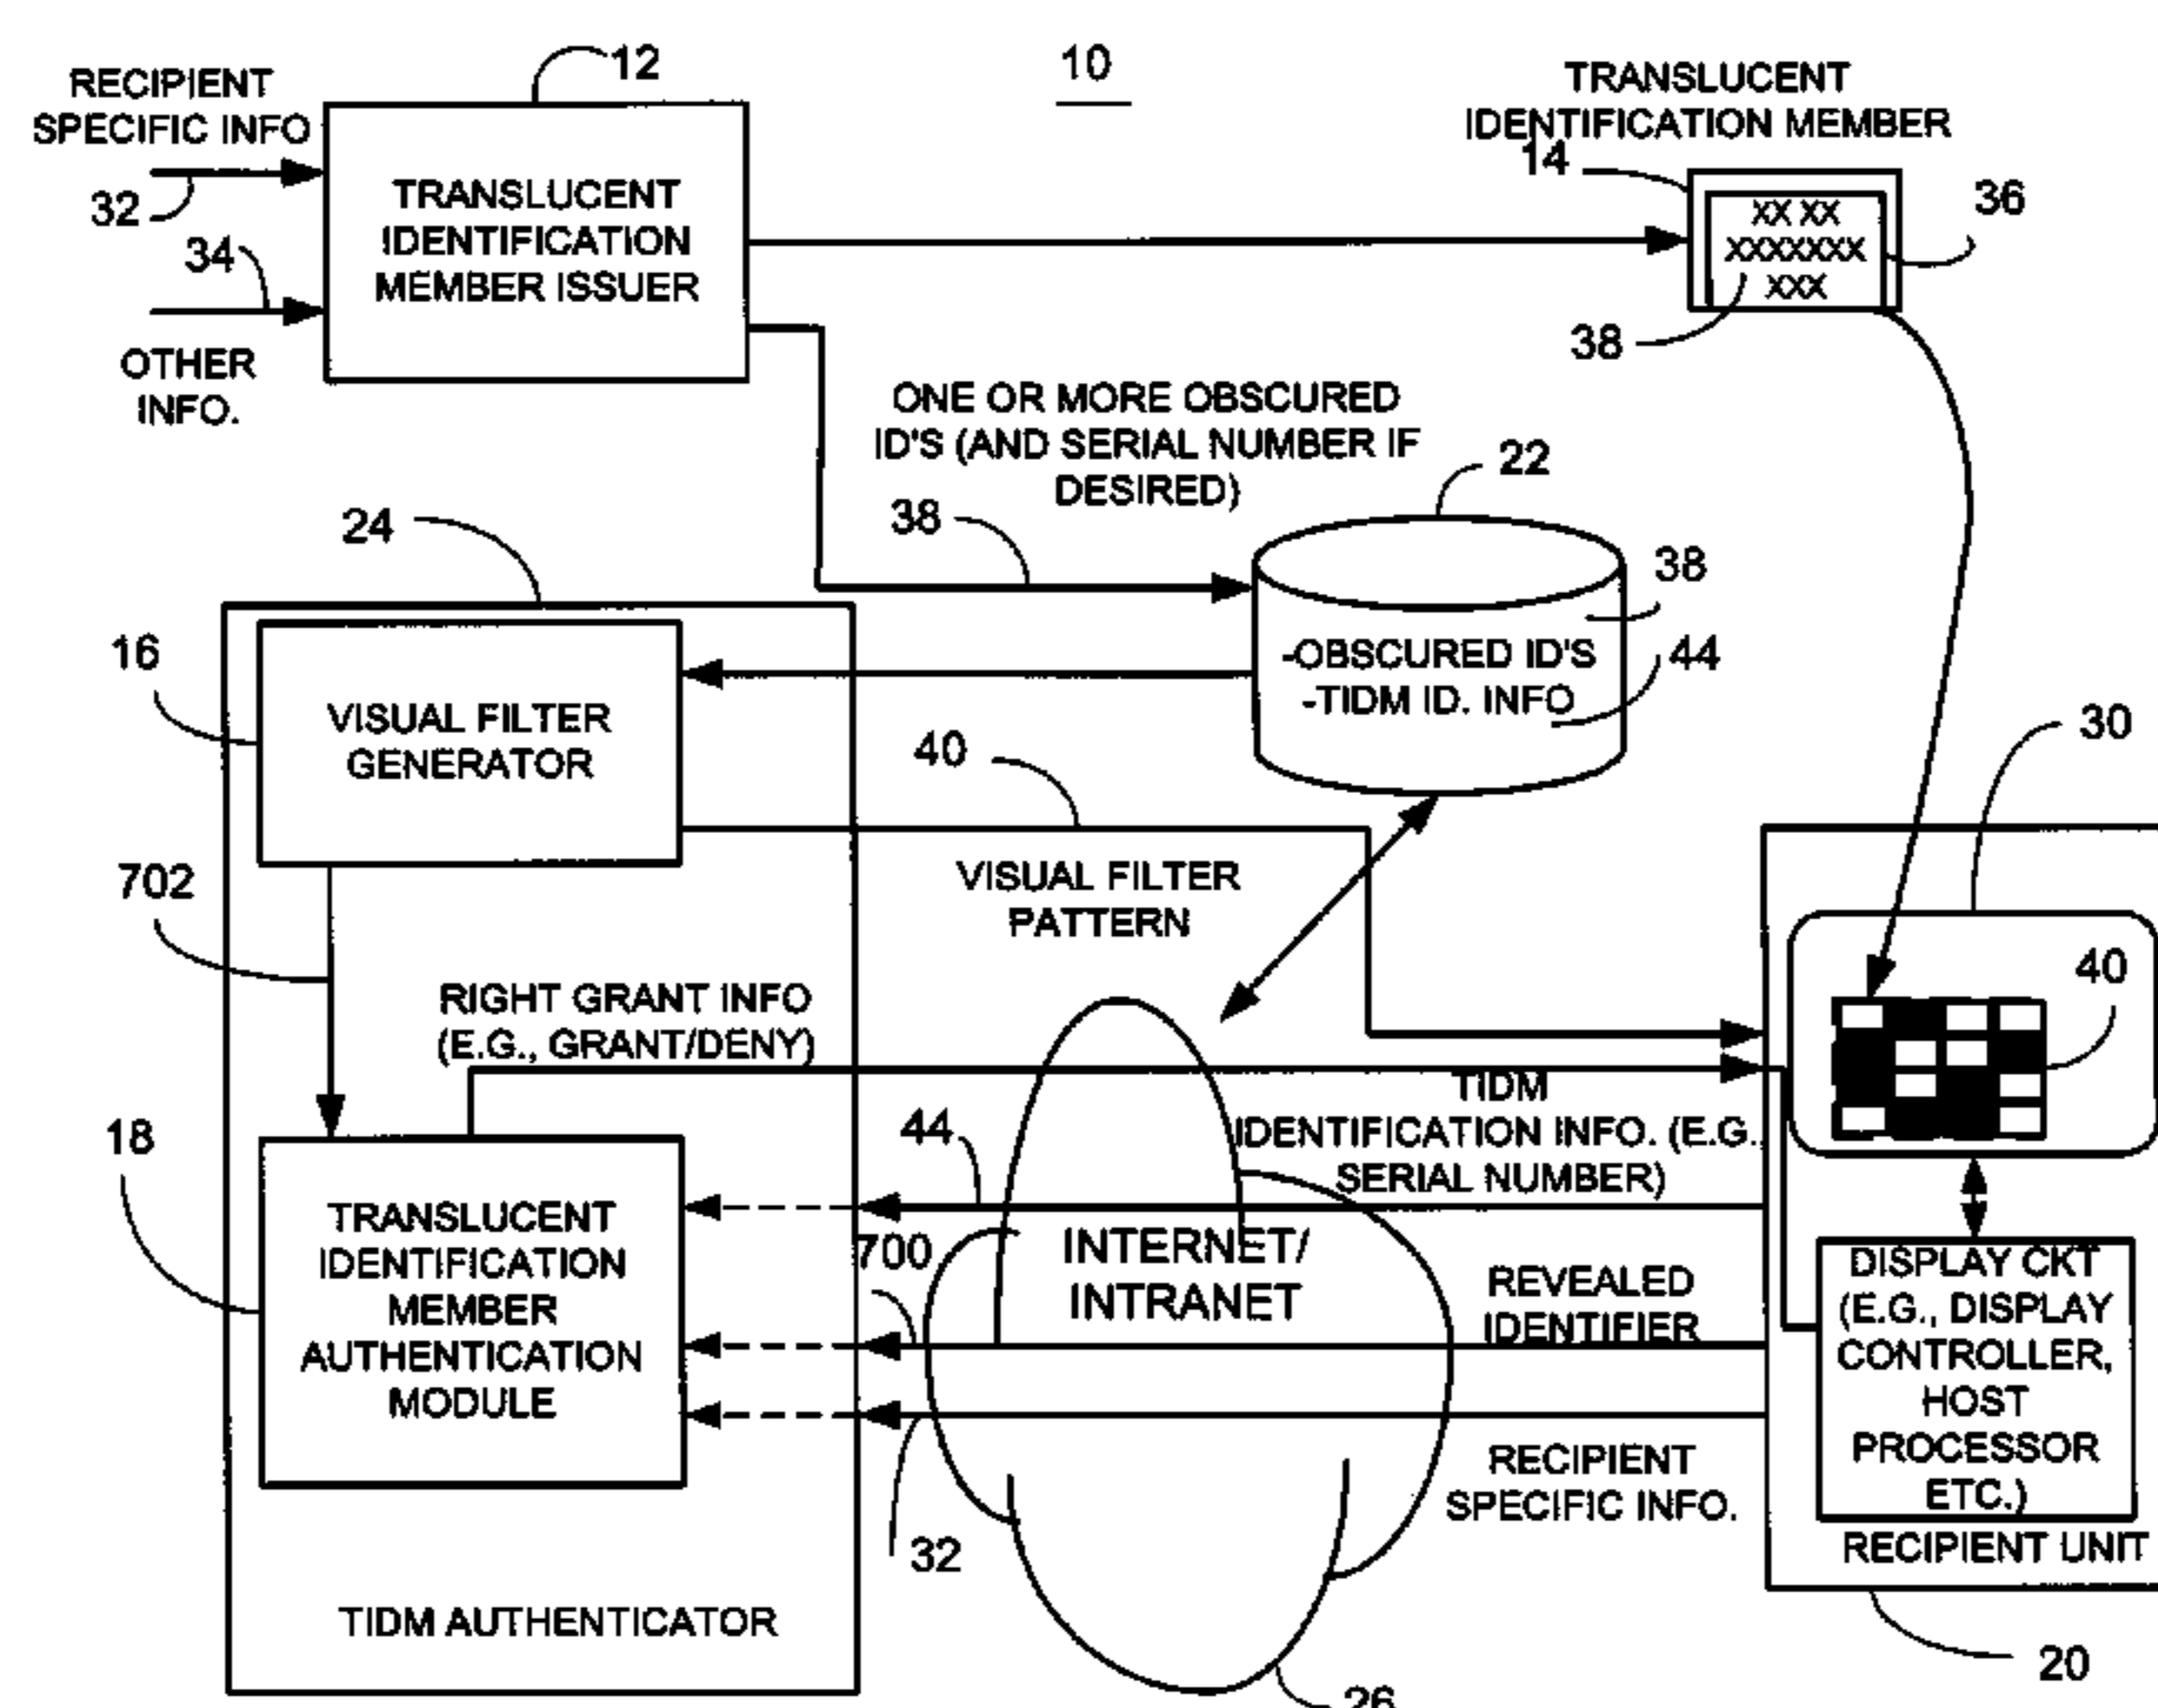 12
10
RECIPIENT
SPECIFIC INFO
32
34
OTHER
INFO.
TRANSLUCENT
IDENTIFICATION
MEMBER ISSUER
TRANSLUCENT
IDENTIFICATION MEMBER
14
XX XX
XXXXXXX
XXX
36
38
ONE OR MORE OBSCURED
ID'S (AND SERIAL NUMBER IF
DESIRED)
38
22
38
-OBSCURED ID'S
-TIDM ID. INFO
44
24
16
VISUAL FILTER
GENERATOR
40
VISUAL FILTER
PATTERN
30
40
702
RIGHT GRANT INFO
(E.G., GRANT/DENY)
18
TRANSLUCENT
IDENTIFICATION
MEMBER
AUTHENTICATION
MODULE
44
TIDM
IDENTIFICATION INFO. (E.G.,
SERIAL NUMBER)
700
INTERNET/
INTRANET
REVEALED
IDENTIFIER
32
RECIPIENT
SPECIFIC INFO.
DISPLAY CKT
(E.G., DISPLAY
CONTROLLER,
HOST
PROCESSOR
ETC.)
RECIPIENT UNIT
TIDM AUTHENTICATOR
20
26